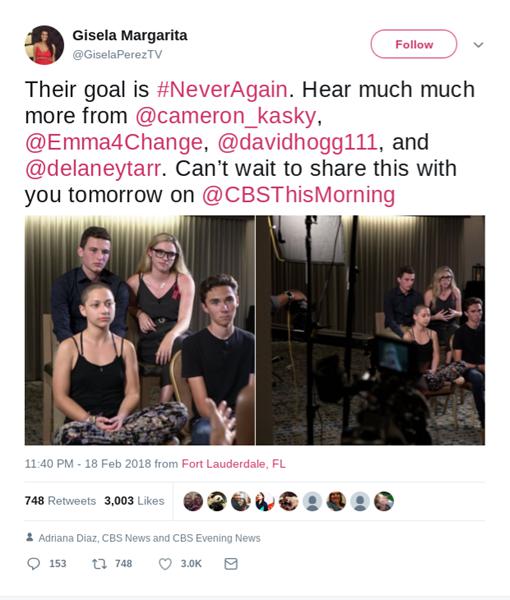 Gisela Margarita
@GiselaPerezTV
Follow
Their goal is #NeverAgain. Hear much much
more from @cameron_kasky,
@Emma4Change, @davidhogg111, and
@delaneytarr. Can’t wait to share this with
you tomorrow on @CBSThisMorning
11:40 PM - 18 Feb 2018 from Fort Lauderdale, FL
748 Retweets 3,003 Likes
Adriana Diaz, CBS News and CBS Evening News
153 748 3.0K